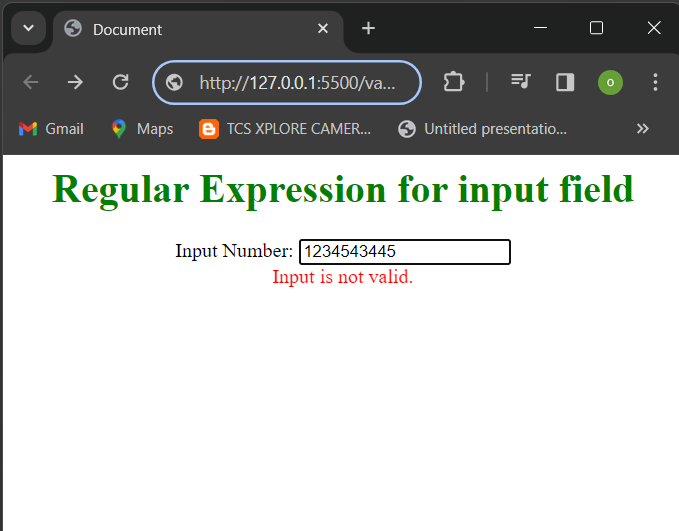 Document
http://127.0.0.1:5500/va...
o
Gmail
Maps
TCS XPLORE CAMER...
Untitled presentatio...
Regular Expression for input field
Input Number: 1234543445
Input is not valid.